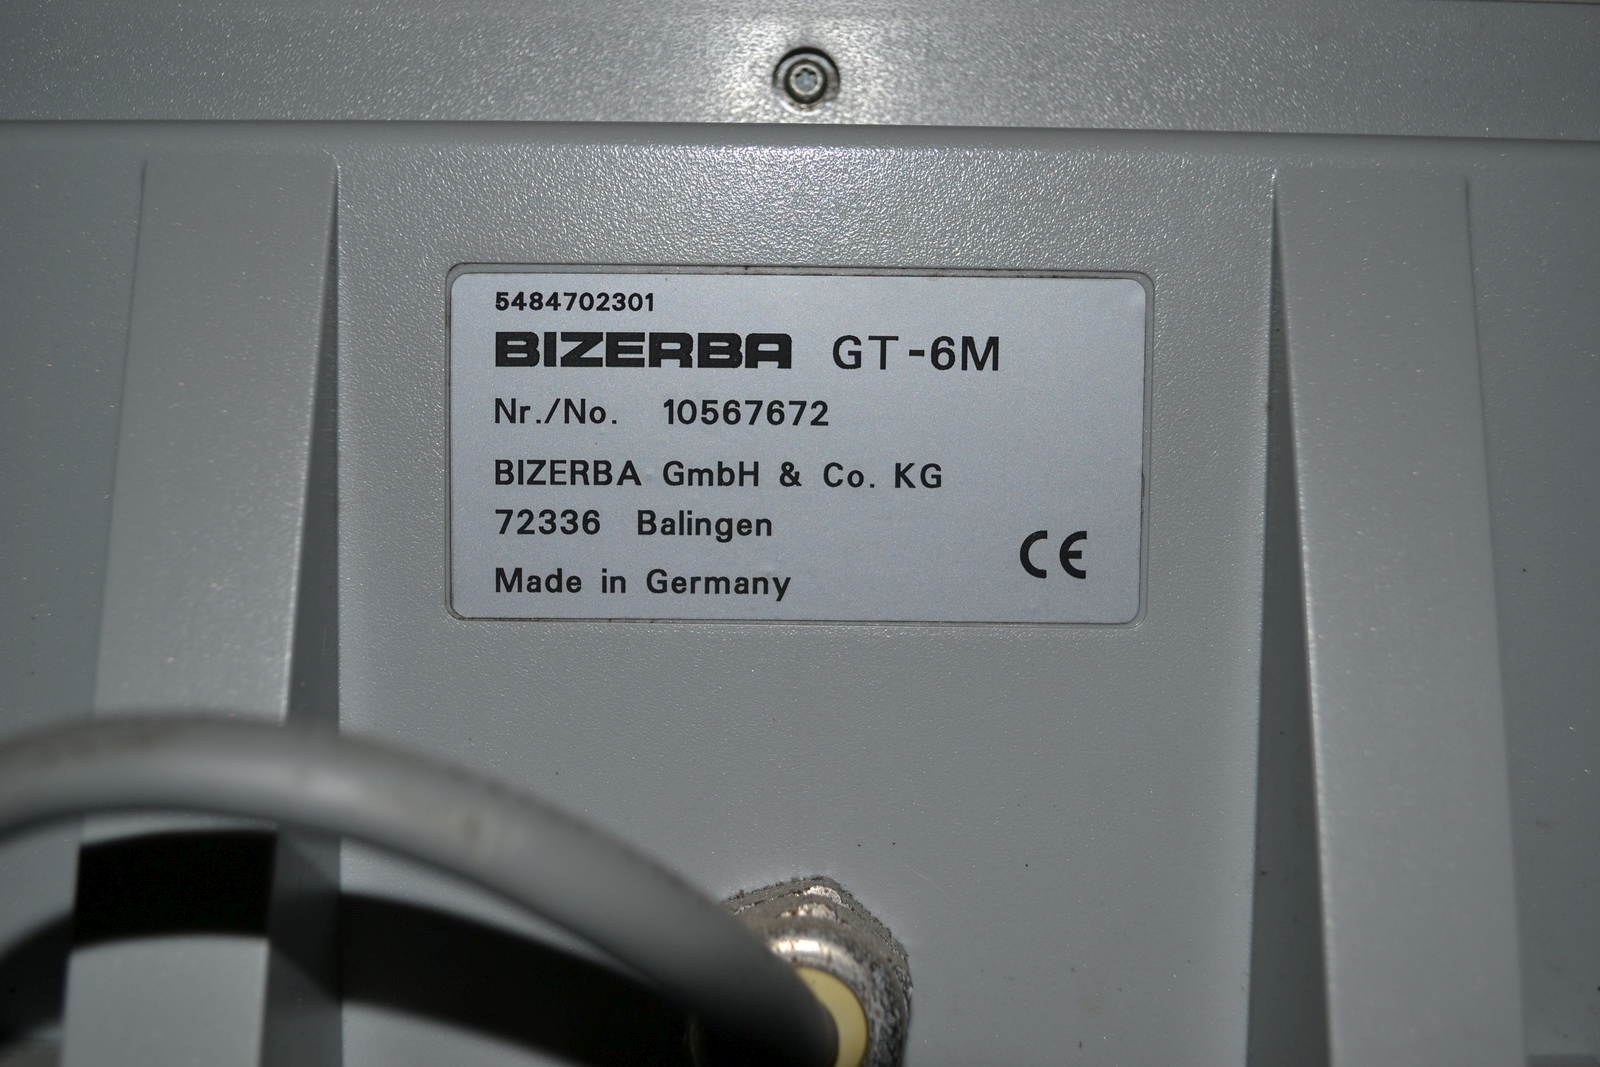 5484702301
BIZERBA GT-6M
Nr./No. 10567672
BIZERBA GmbH & Co. KG
72336 Balingen
Made in Germany
CE